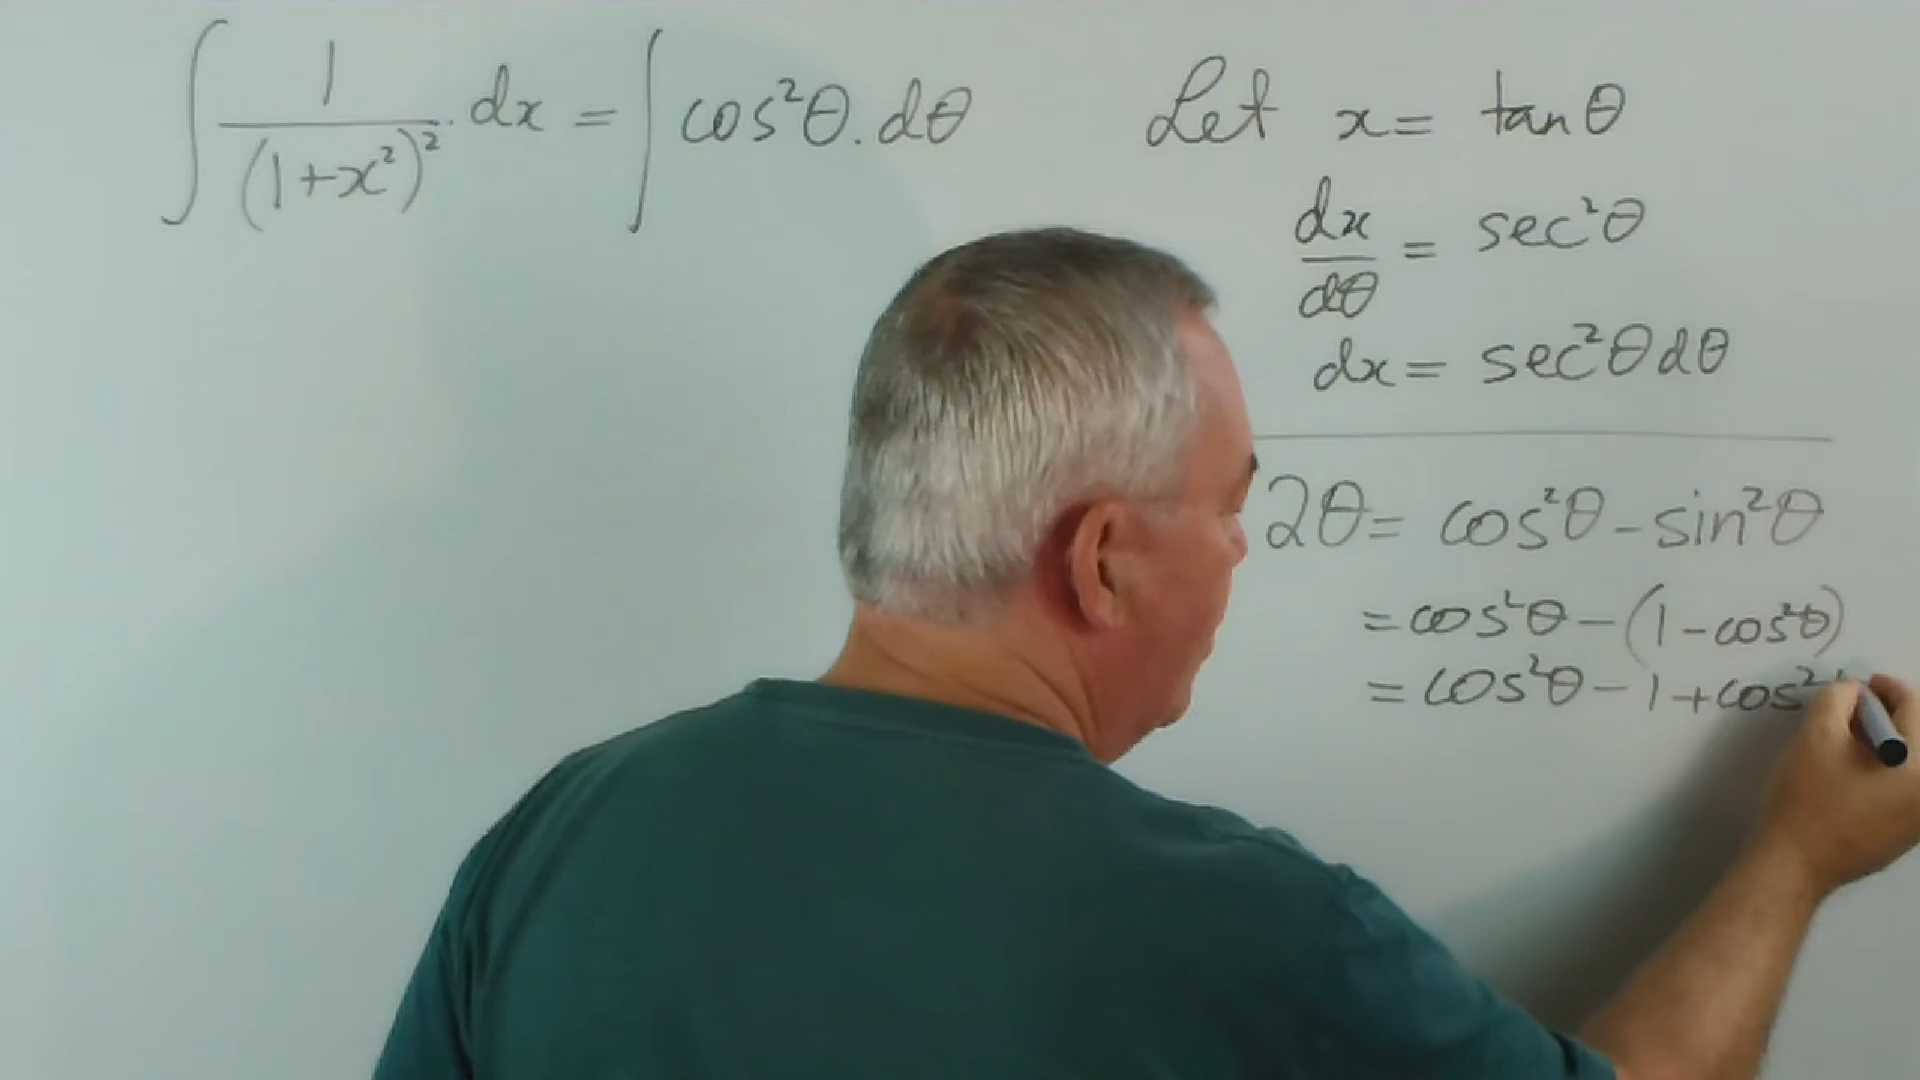 ∫ 1/(1+x²)² . dx = ∫ cos²θ . dθ
Let x = tanθ
dx/dθ = sec²θ
dx = sec²θ dθ
2θ = cos²θ - sin²θ
= cos²θ - (1 - cos²θ)
= cos²θ - 1 + cos²